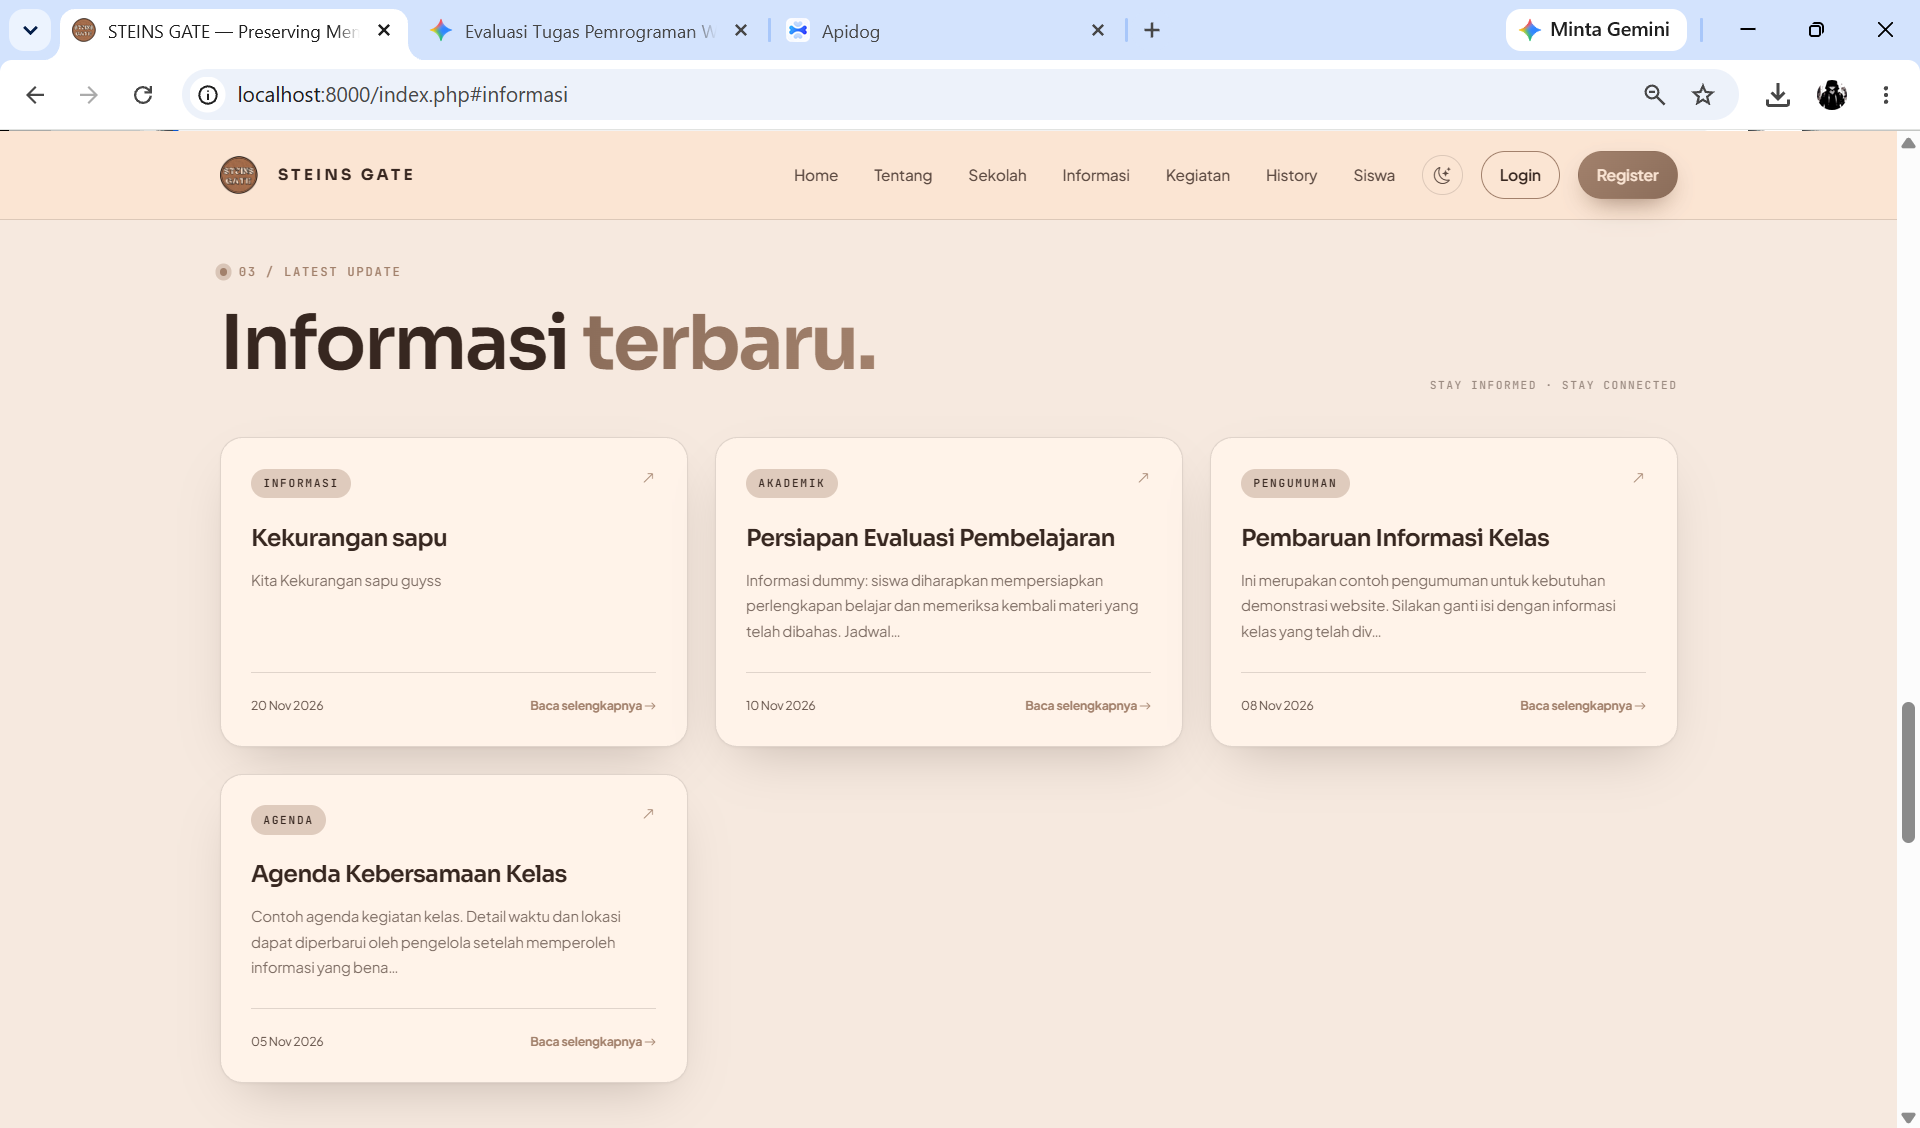 STEINS GATE — Preserving Mer
Evaluasi Tugas Pemrograman W
Apidog
Minta Gemini
localhost:8000/index.php#informasi
STEINS GATE
STEINS GATE
Home
Tentang
Sekolah
Informasi
Kegiatan
History
Siswa
Login
Register
03 / LATEST UPDATE
Informasi terbaru.
STAY INFORMED · STAY CONNECTED
INFORMASI ↗
Kekurangan sapu
Kita Kekurangan sapu guyss
20 Nov 2026
Baca selengkapnya →
AKADEMIK ↗
Persiapan Evaluasi Pembelajaran
Informasi dummy: siswa diharapkan mempersiapkan
perlengkapan belajar dan memeriksa kembali materi yang
telah dibahas. Jadwal...
10 Nov 2026
Baca selengkapnya →
PENGUMUMAN ↗
Pembaruan Informasi Kelas
Ini merupakan contoh pengumuman untuk kebutuhan
demonstrasi website. Silakan ganti isi dengan informasi
kelas yang telah div...
08 Nov 2026
Baca selengkapnya →
AGENDA ↗
Agenda Kebersamaan Kelas
Contoh agenda kegiatan kelas. Detail waktu dan lokasi
dapat diperbarui oleh pengelola setelah memperoleh
informasi yang bena...
05 Nov 2026
Baca selengkapnya →